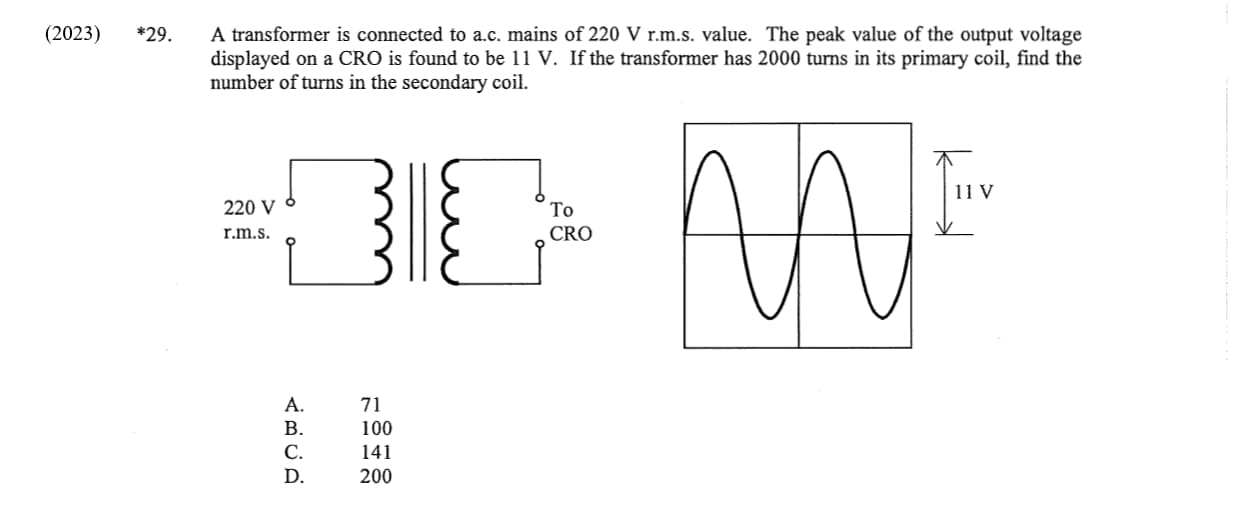 (2023) *29. A transformer is connected to a.c. mains of 220 V r.m.s. value. The peak value of the output voltage
displayed on a CRO is found to be 11 V. If the transformer has 2000 turns in its primary coil, find the
number of turns in the secondary coil.
220 V
r.m.s.
To
CRO
11 V
A. 71
B. 100
C. 141
D. 200